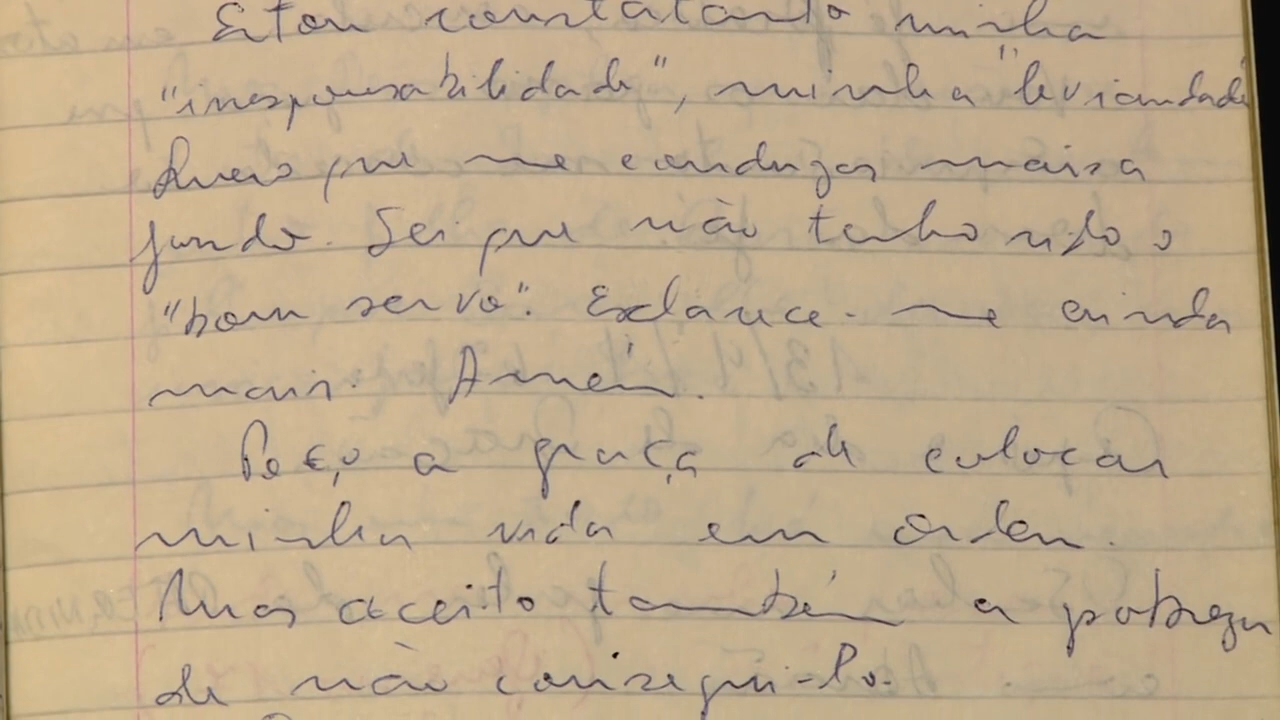 Estou constatando minha
"inresponsabilidade", minha "leviandade"
Quero que me conduzas mais a
fundo. Sei que não tenho sido o
"bom servo". Esclarece-me ainda
mais. Amém.
Peço a graça de colocar
minha vida em ordem.
Mas aceito também a pobreza
de não consegui-lo.